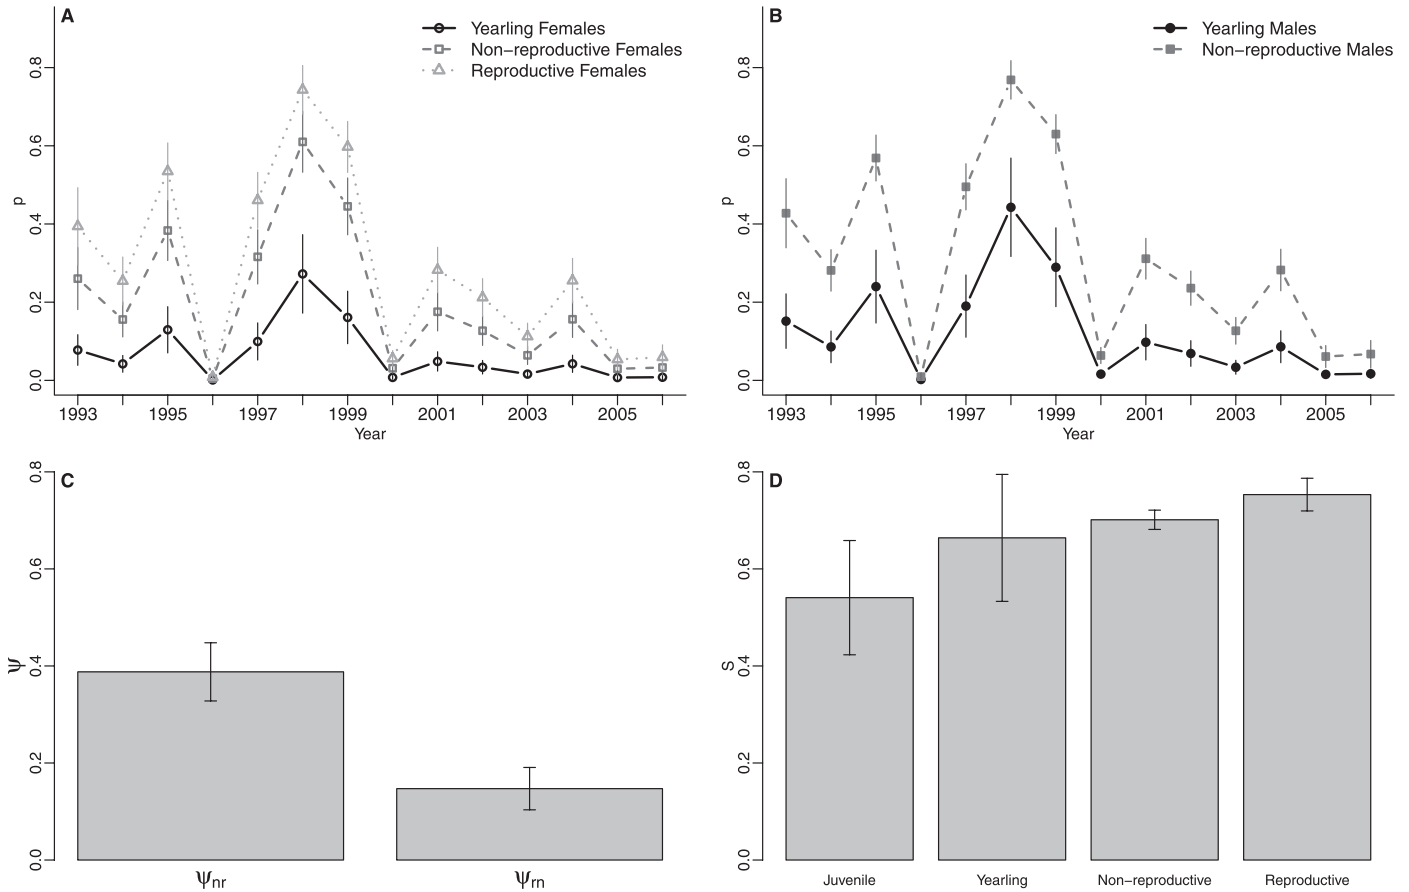 A
Yearling Females
Non−reproductive Females
Reproductive Females
p
0.8
0.6
0.4
0.2
0.0
1993 1995 1997 1999 2001 2003 2005
Year
B
Yearling Males
Non−reproductive Males
p
0.8
0.6
0.4
0.2
0.0
1993 1995 1997 1999 2001 2003 2005
Year
C
ψ
0.8
0.6
0.4
0.2
0.0
ψnr ψrn
D
S
0.8
0.6
0.4
0.2
0.0
Juvenile Yearling Non−reproductive Reproductive